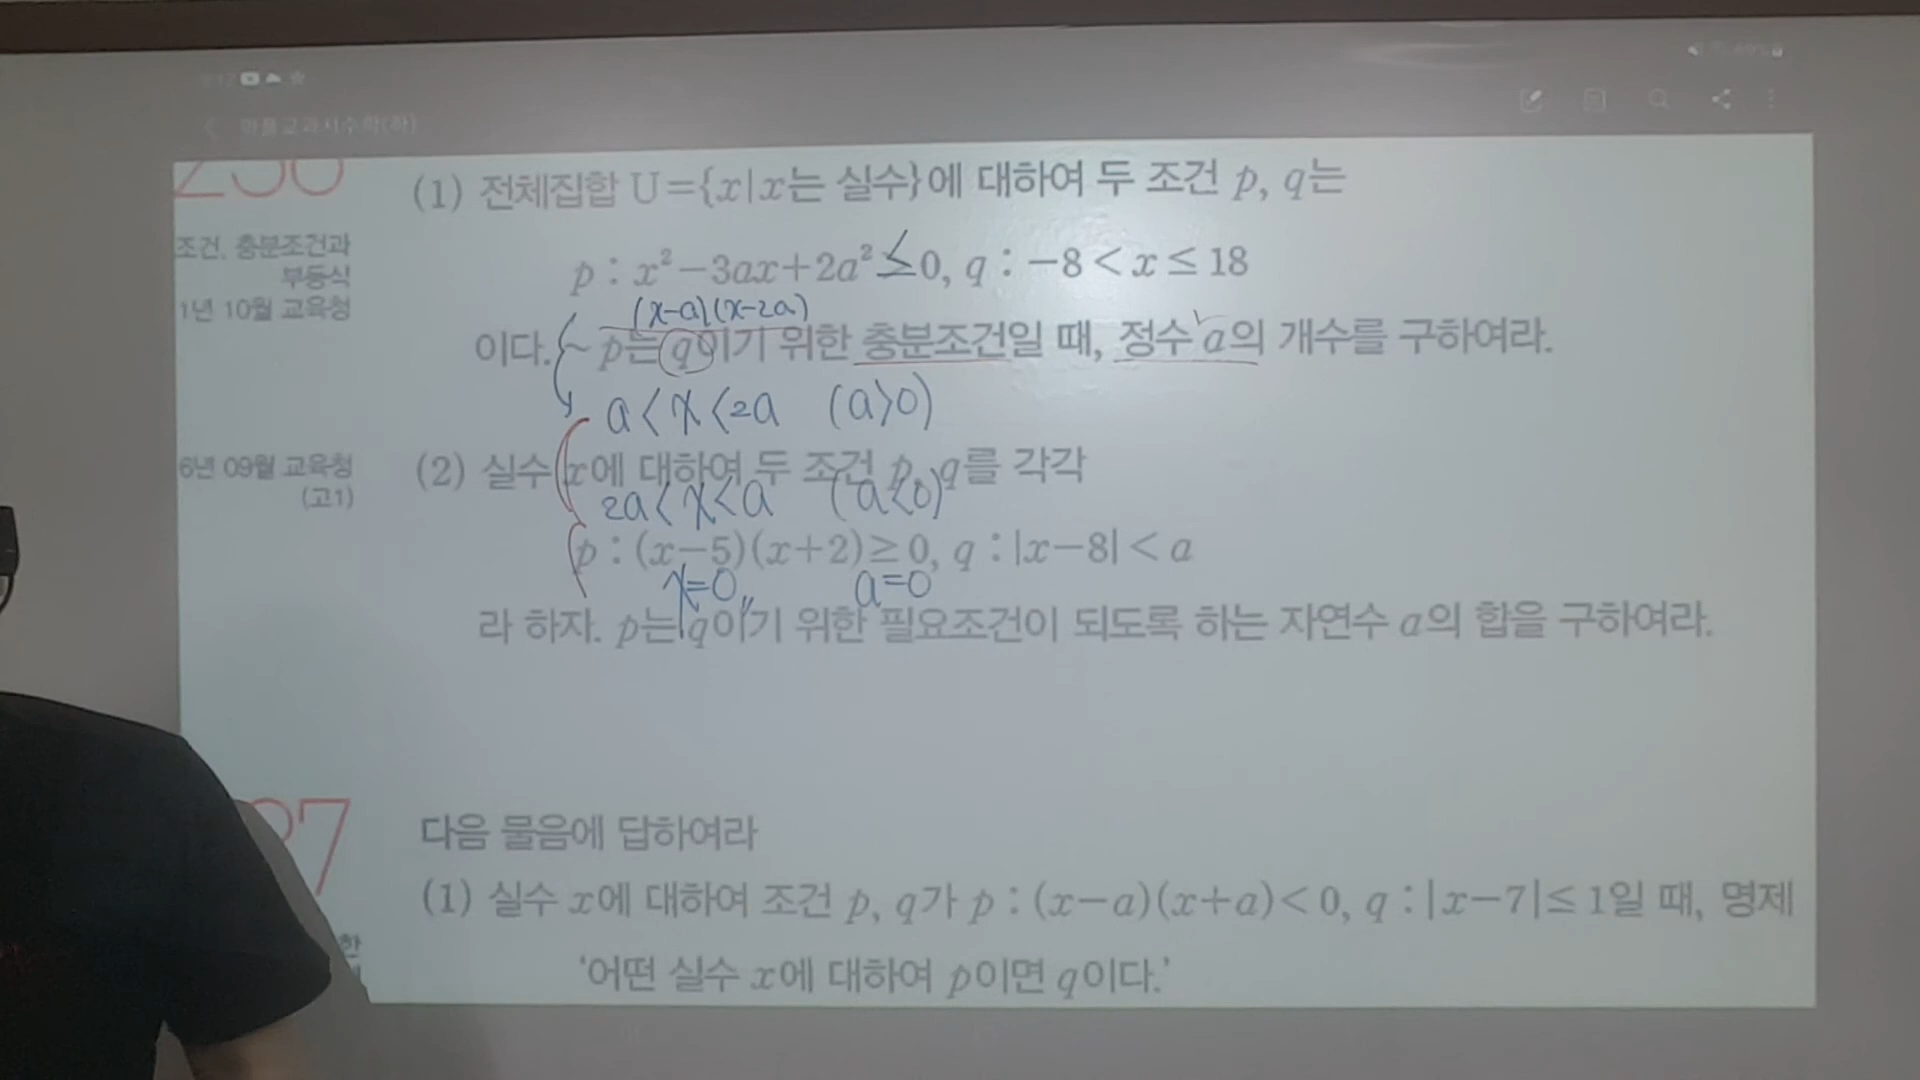 마플교과서수학(하)
(1) 전체집합 U={x|x는 실수}에 대하여 두 조건 p, q는
조건, 충분조건과
부등식
1년 10월 교육청
p : x²-3ax+2a²≤0, q : -8<x≤18
(x-a)(x-2a)
이다. ~p는 q이기 위한 충분조건일 때, 정수 a의 개수를 구하여라.
a<x<2a (a>0)
6년 09월 교육청
(고1)
(2) 실수 x에 대하여 두 조건 p, q를 각각
2a<x<a (a<0)
p : (x-5)(x+2)≥0, q : |x-8|<a
x=0, a=0
라 하자. p는 q이기 위한 필요조건이 되도록 하는 자연수 a의 합을 구하여라.
다음 물음에 답하여라
(1) 실수 x에 대하여 조건 p, q가 p : (x-a)(x+a)<0, q : |x-7|≤1일 때, 명제
'어떤 실수 x에 대하여 p이면 q이다.'